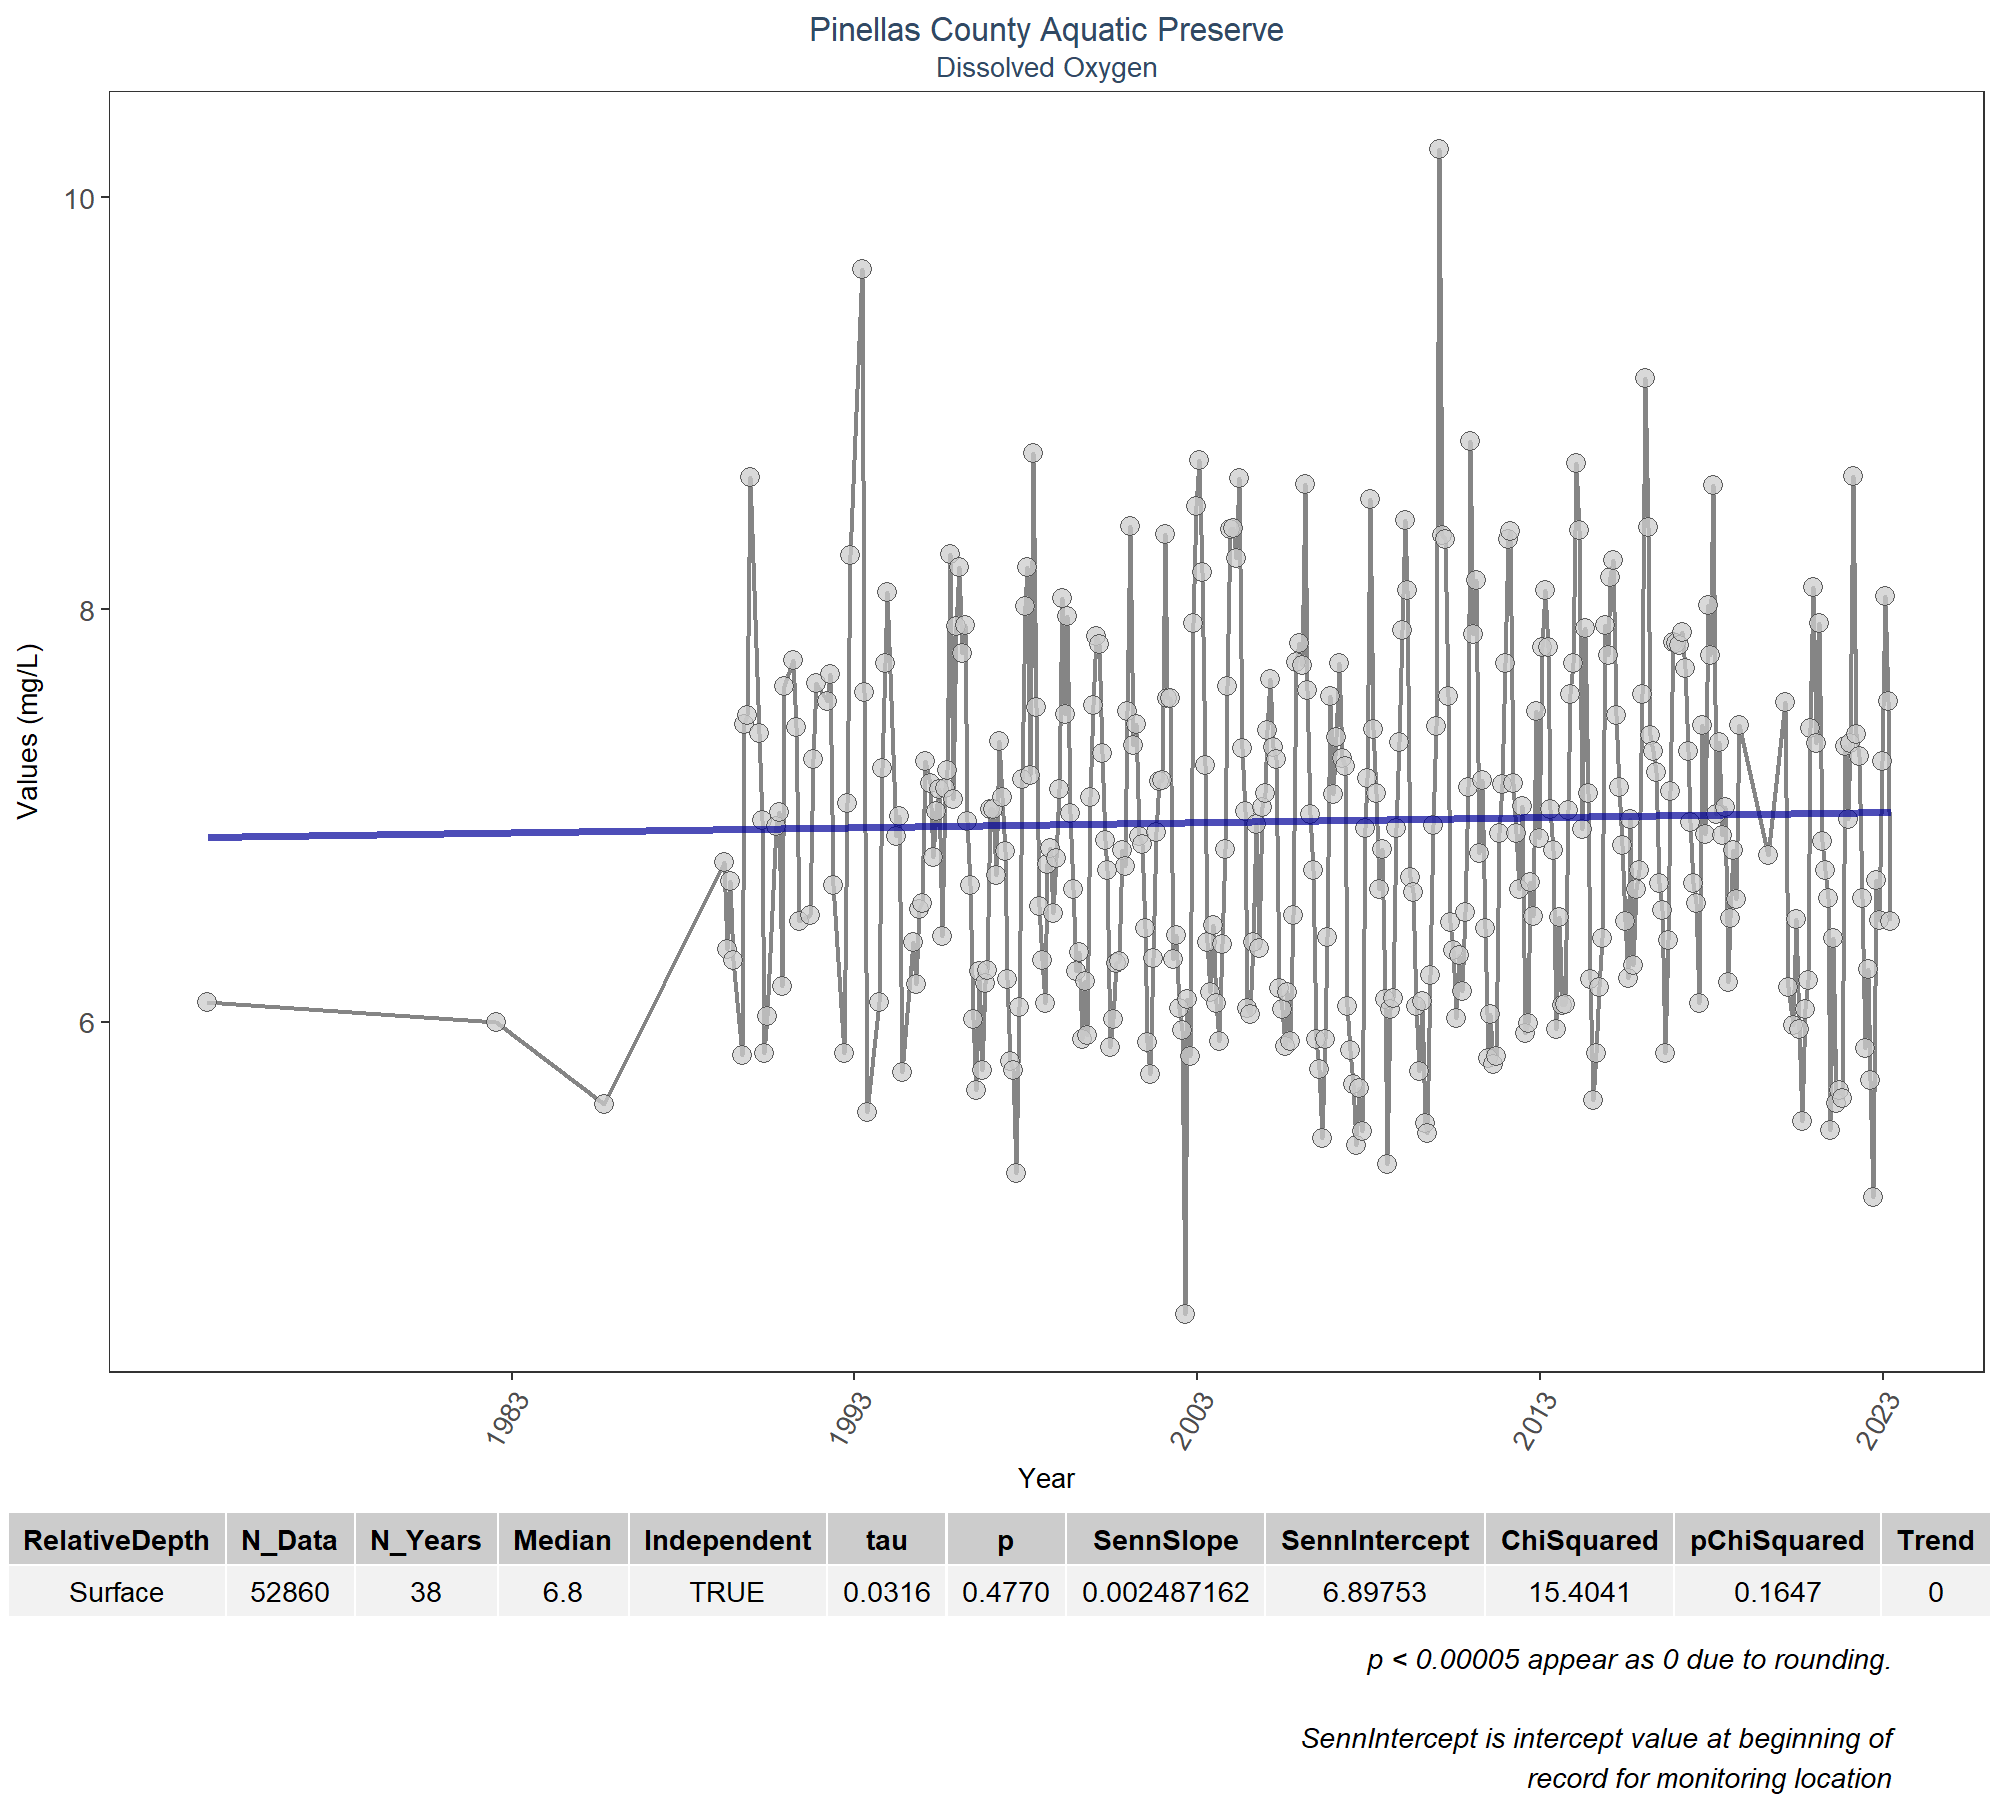 Pinellas County Aquatic Preserve
Dissolved Oxygen
Values (mg/L)
10
8
6
1983 1993 2003 2013 2023
Year
RelativeDepth N_Data N_Years Median Independent tau p SennSlope SennIntercept ChiSquared pChiSquared Trend
Surface 52860 38 6.8 TRUE 0.0316 0.4770 0.002487162 6.89753 15.4041 0.1647 0
p < 0.00005 appear as 0 due to rounding.
SennIntercept is intercept value at beginning of
record for monitoring location